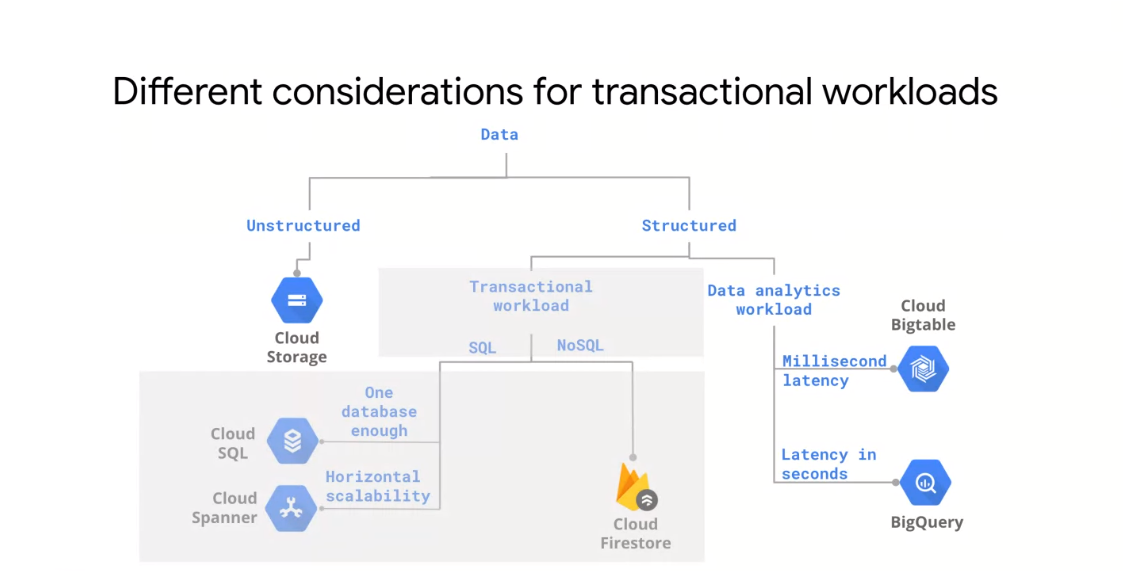 Different considerations for transactional workloads
Data
Unstructured
Structured
Cloud
Storage
Transactional
workload
SQL
NoSQL
One
database
enough
Cloud
SQL
Horizontal
scalability
Cloud
Spanner
Cloud
Firestore
Data analytics
workload
Cloud
Bigtable
Millisecond
latency
Latency in
seconds
BigQuery